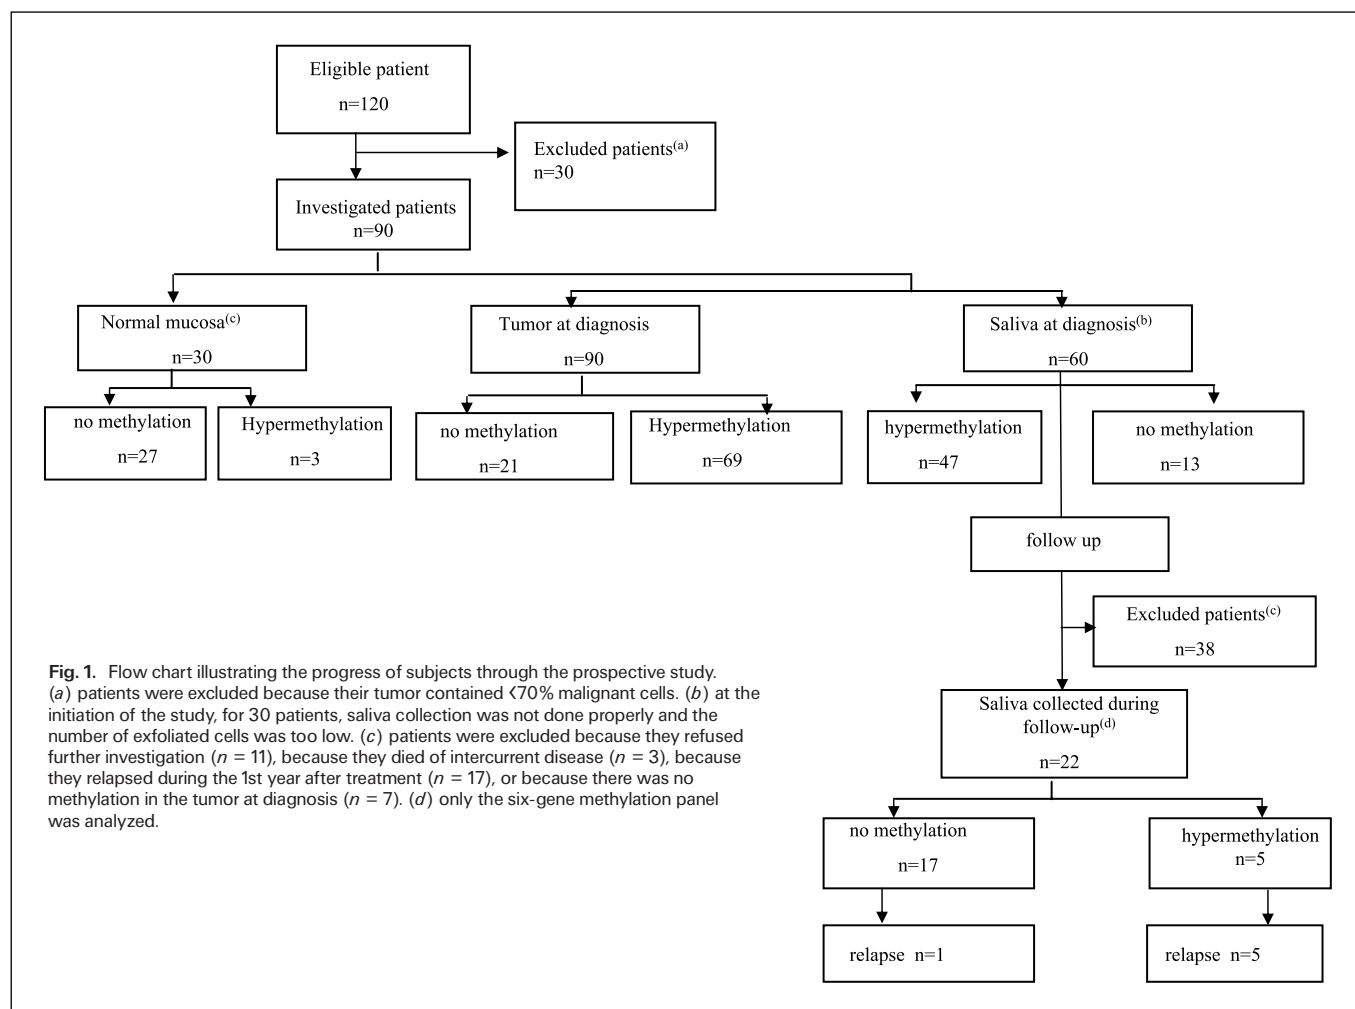 Eligible patient
n=120
Excluded patients(a)
n=30
Investigated patients
n=90
Normal mucosa(c)
n=30
Tumor at diagnosis
n=90
Saliva at diagnosis(b)
n=60
no methylation
n=27
Hypermethylation
n=3
no methylation
n=21
Hypermethylation
n=69
hypermethylation
n=47
no methylation
n=13
follow up
Excluded patients(c)
n=38
Saliva collected during
follow-up(d)
n=22
no methylation
n=17
hypermethylation
n=5
relapse n=1
relapse n=5
Fig. 1. Flow chart illustrating the progress of subjects through the prospective study.
(a) patients were excluded because their tumor contained <70% malignant cells. (b) at the
initiation of the study, for 30 patients, saliva collection was not done properly and the
number of exfoliated cells was too low. (c) patients were excluded because they refused
further investigation (n = 11), because they died of intercurrent disease (n = 3), because
they relapsed during the 1st year after treatment (n = 17), or because there was no
methylation in the tumor at diagnosis (n = 7). (d) only the six-gene methylation panel
was analyzed.